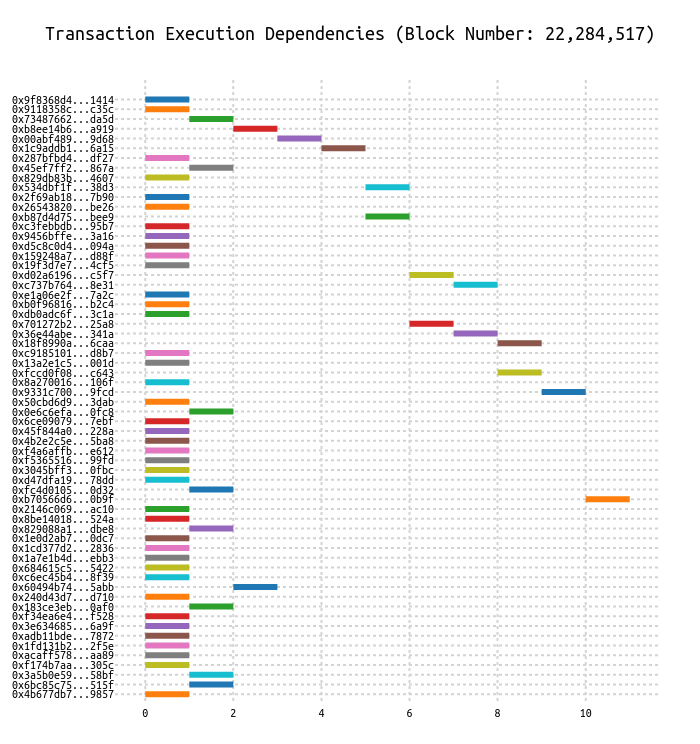 Transaction Execution Dependencies (Block Number: 22,284,517)
0x9f8368d4...1414
0x9118358c...c35c
0x73487662...da5d
0xb8ee14b6...a919
0x00abf489...9d68
0x1c9addb1...6a15
0x287bfbd4...df27
0x45ef7ff2...867a
0x829db83b...4607
0x534dbf1f...38d3
0x2f69ab18...7b90
0x26543820...be26
0xb87d4d75...bee9
0xc3febbdb...95b7
0x9456bffe...3a16
0xd5c8c0d4...094a
0x159248a7...d88f
0x19f3d7e7...4cf5
0xd02a6196...c5f7
0xc737b764...8e31
0xe1a06e2f...7a2c
0xb0f96816...b2c4
0xdb0adc6f...3c1a
0x701272b2...25a8
0x36e44abe...341a
0x18f8990a...6caa
0xc9185101...d8b7
0x13a2e1c5...001d
0xfccd0f08...c643
0x8a270016...106f
0x9331c700...9fcd
0x50cbd6d9...3dab
0x0e6c6efa...0fc8
0x6ce09079...7ebf
0x45f844a0...228a
0x4b2e2c5e...5ba8
0xf4a6affb...e612
0xf5365516...99fd
0x3045bff3...0fbc
0xd47dfa19...78dd
0xfc4d0105...0d32
0xb70566d6...0b9f
0x2146c069...ac10
0x8be14018...524a
0x829088a1...dbe8
0x1e0d2ab7...0dc7
0x1cd377d2...2836
0x1a7e1b4d...ebb3
0x684615c5...5422
0xc6ec45b4...8f39
0x60494b74...5abb
0x240d43d7...d710
0x183ce3eb...0af0
0xf34ea6e4...f528
0x3e634685...6a9f
0xadb11bde...7872
0x1fd131b2...2f5e
0xacaff578...aa89
0xf174b7aa...305c
0x3a5b0e59...58bf
0x6bc85c75...515f
0x4b677db7...9857
0 2 4 6 8 10